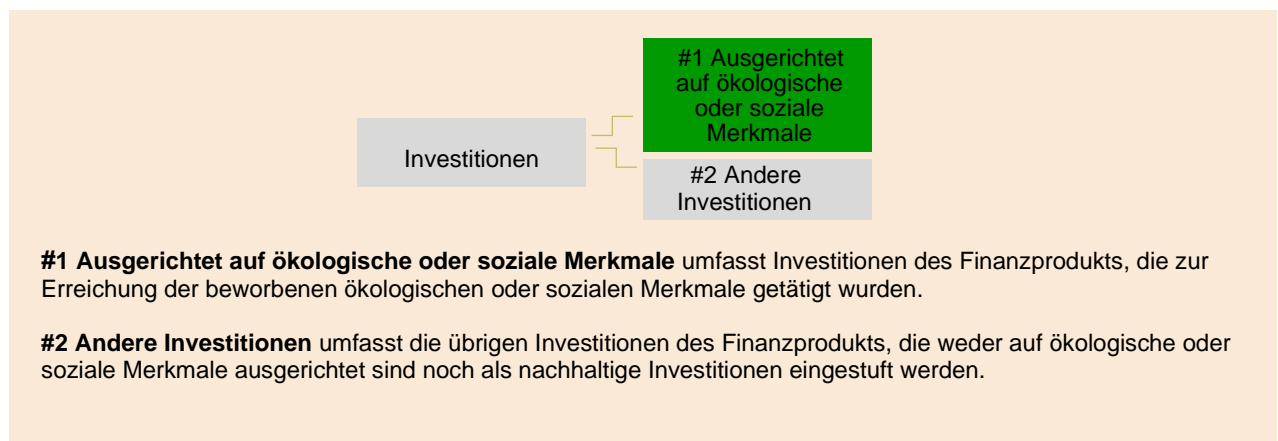 #1 Ausgerichtet
auf ökologische
oder soziale
Merkmale
Investitionen
#2 Andere
Investitionen
#1 Ausgerichtet auf ökologische oder soziale Merkmale umfasst Investitionen des Finanzprodukts, die zur
Erreichung der beworbenen ökologischen oder sozialen Merkmale getätigt wurden.
#2 Andere Investitionen umfasst die übrigen Investitionen des Finanzprodukts, die weder auf ökologische oder
soziale Merkmale ausgerichtet sind noch als nachhaltige Investitionen eingestuft werden.